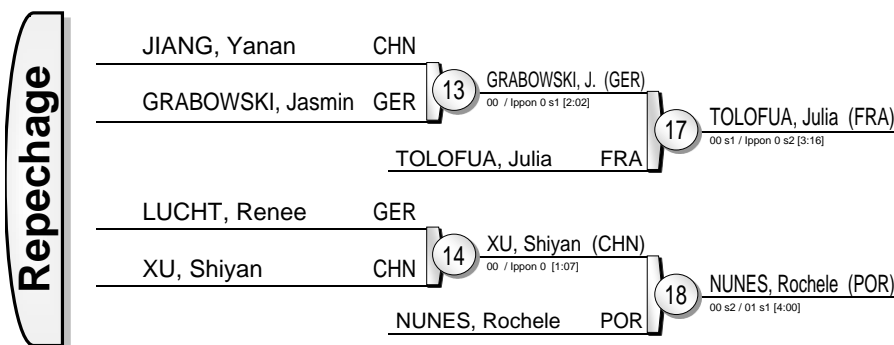 Repechage
JIANG, Yanan CHN
GRABOWSKI, Jasmin GER
13
GRABOWSKI, J. (GER)
00 / Ippon 0 s1 [2:02]
TOLOFUA, Julia FRA
17
TOLOFUA, Julia (FRA)
00 s1 / Ippon 0 s2 [3:16]
LUCHT, Renee GER
XU, Shiyan CHN
14
XU, Shiyan (CHN)
00 / Ippon 0 [1:07]
NUNES, Rochele POR
18
NUNES, Rochele (POR)
00 s2 / 01 s1 [4:00]